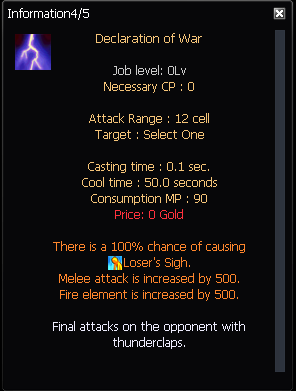 Information4/5
Declaration of War
Job level: 0Lv
Necessary CP : 0
Attack Range : 12 cell
Target : Select One
Casting time : 0.1 sec.
Cool time : 50.0 seconds
Consumption MP : 90
Price: 0 Gold
There is a 100% chance of causing
Loser's Sigh.
Melee attack is increased by 500.
Fire element is increased by 500.
Final attacks on the opponent with
thunderclaps.